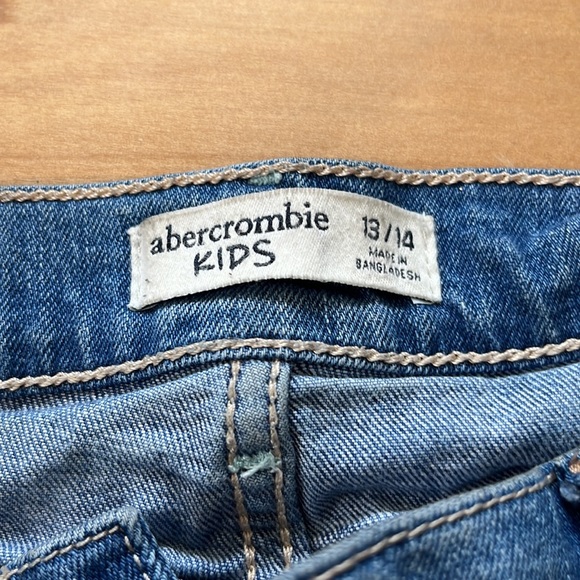 abercrombie
KIDS
13/14
MADE IN
BANGLADESH